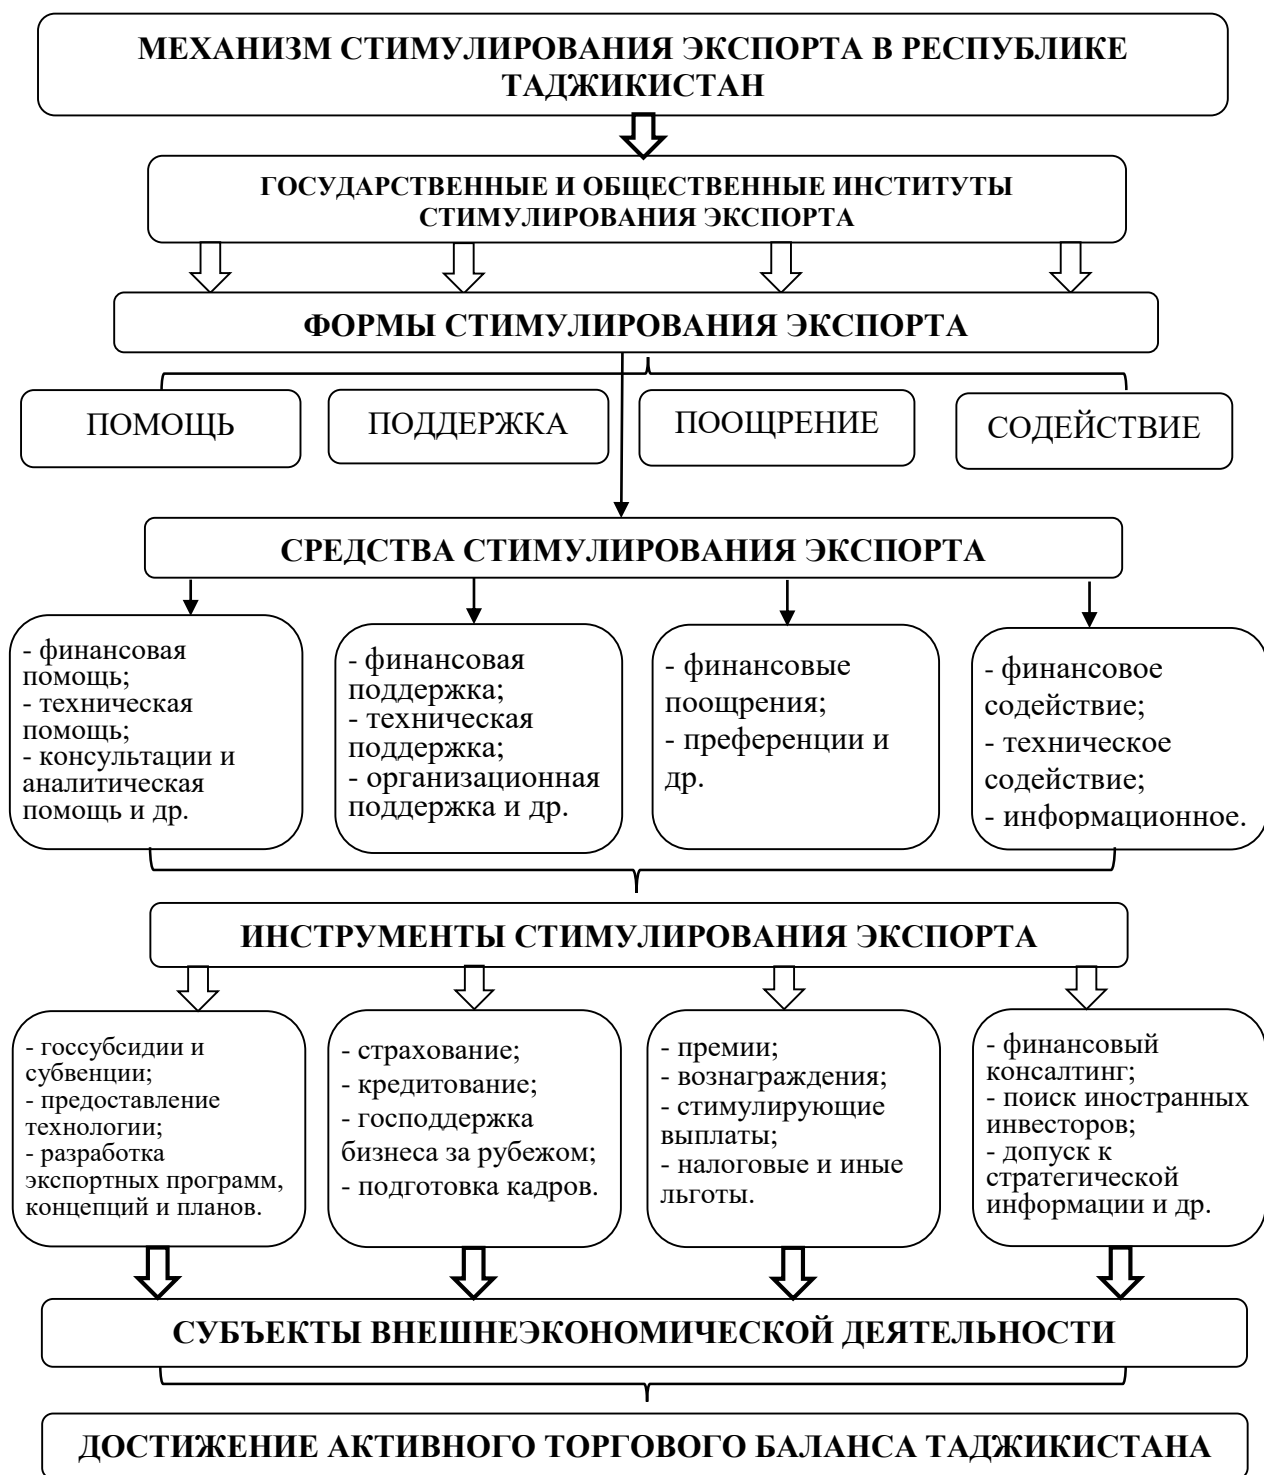 МЕХАНИЗМ СТИМУЛИРОВАНИЯ ЭКСПОРТА В РЕСПУБЛИКЕ
ТАДЖИКИСТАН
ГОСУДАРСТВЕННЫЕ И ОБЩЕСТВЕННЫЕ ИНСТИТУТЫ
СТИМУЛИРОВАНИЯ ЭКСПОРТА
ФОРМЫ СТИМУЛИРОВАНИЯ ЭКСПОРТА
ПОМОЩЬ
ПОДДЕРЖКА
ПООЩРЕНИЕ
СОДЕЙСТВИЕ
СРЕДСТВА СТИМУЛИРОВАНИЯ ЭКСПОРТА
- финансовая
помощь;
- техническая
помощь;
- консультации и
аналитическая
помощь и др.
- финансовая
поддержка;
- техническая
поддержка;
- организационная
поддержка и др.
- финансовые
поощрения;
- преференции и
др.
- финансовое
содействие;
- техническое
содействие;
- информационное.
ИНСТРУМЕНТЫ СТИМУЛИРОВАНИЯ ЭКСПОРТА
- госсубсидии и
субвенции;
- предоставление
технологии;
- разработка
экспортных программ,
концепций и планов.
- страхование;
- кредитование;
- господдержка
бизнеса за рубежом;
- подготовка кадров.
- премии;
- вознаграждения;
- стимулирующие
выплаты;
- налоговые и иные
льготы.
- финансовый
консалтинг;
- поиск иностранных
инвесторов;
- допуск к
стратегической
информации и др.
СУБЪЕКТЫ ВНЕШНЕЭКОНОМИЧЕСКОЙ ДЕЯТЕЛЬНОСТИ
ДОСТИЖЕНИЕ АКТИВНОГО ТОРГОВОГО БАЛАНСА ТАДЖИКИСТАНА